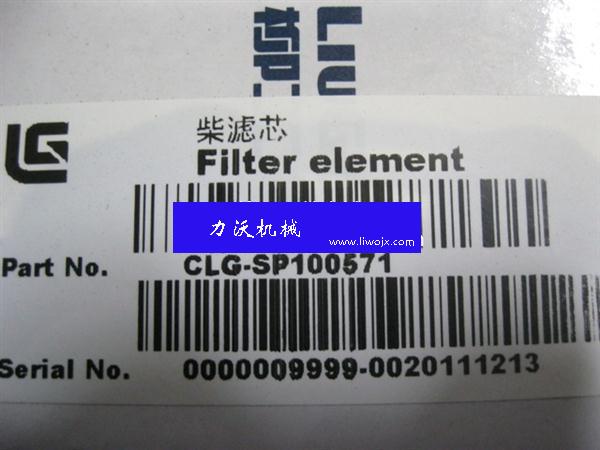 柴滤芯
Filter element
力沃机械
www.liwojx.com
Part No. CLG-SP100571
Serial No. 0000009999-0020111213